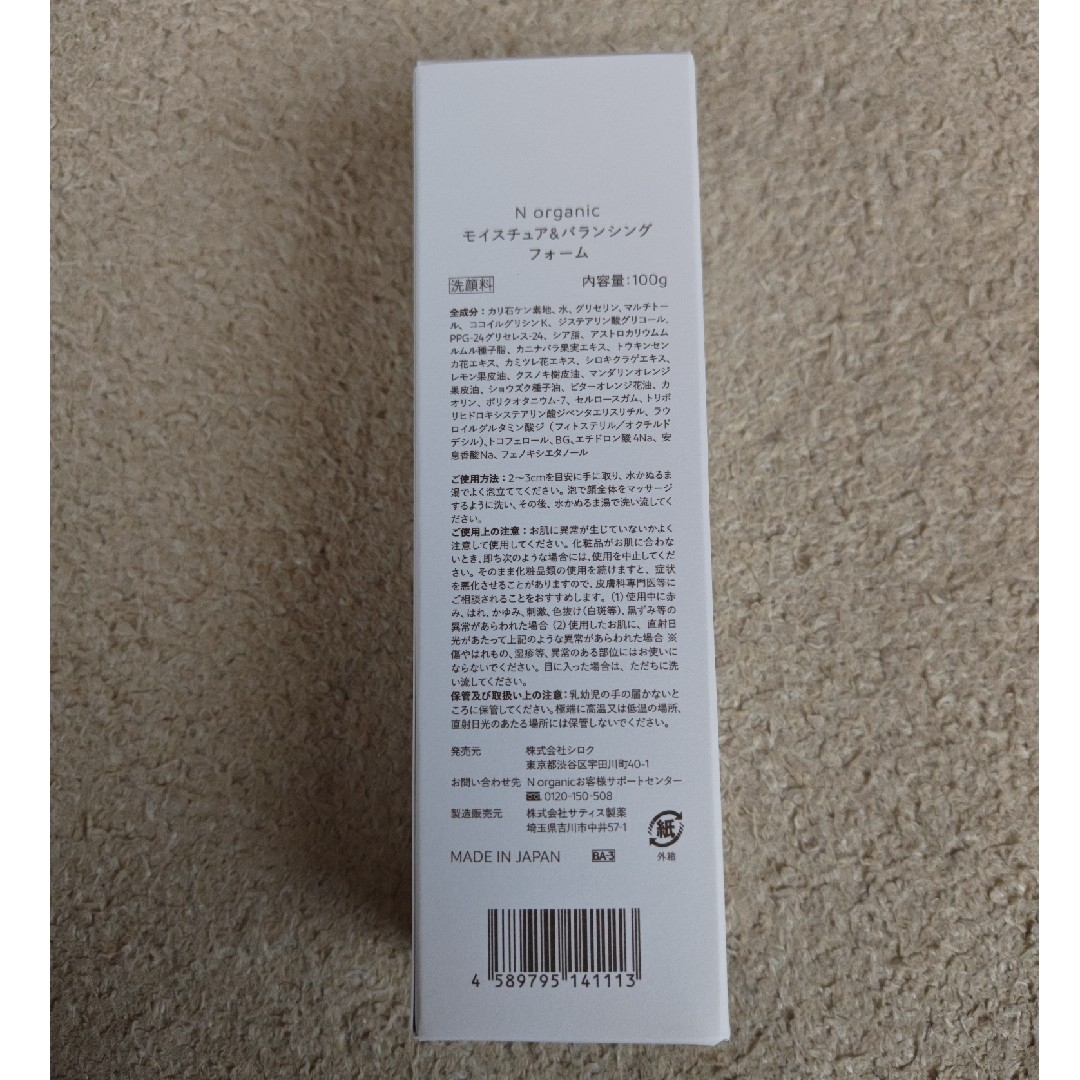 N organic
モイスチュア&バランシング
フォーム
洗顔料 内容量:100g
全成分:カリ石ケン素地、水、グリセリン、マルチトー
ル、ココイルグリシンK、ジステアリン酸グリコール、
PPG-24グリセレス-24、シア脂、アストロカリウムム
ルムル種子脂、カニナバラ果実エキス、トウキンセン
カ花エキス、カミツレ花エキス、シロキクラゲエキス、
レモン果皮油、クスノキ樹皮油、マンダリンオレンジ
果皮油、ショウズク種子油、ビターオレンジ花油、カ
オリン、ポリクオタニウム-7、セルロースガム、トリポ
リヒドロキシステアリン酸ジペンタエリスリチル、ラウ
ロイルグルタミン酸ジ(フィトステリル/オクチルド
デシル)、トコフェロール、BG、エチドロン酸4Na、安
息香酸Na、フェノキシエタノール
ご使用方法:2〜3cmを目安に手に取り、水かぬるま
湯でよく泡立ててください。泡で顔全体をマッサージ
するように洗い、その後、水かぬるま湯で洗い流してく
ださい。
ご使用上の注意:お肌に異常が生じていないかよく
注意して使用してください。化粧品がお肌に合わな
いとき、即ち次のような場合には、使用を中止してくだ
さい。そのまま化粧品類の使用を続けますと、症状
を悪化させることがありますので、皮膚科専門医等に
ご相談されることをおすすめします。(1)使用中に赤
み、はれ、かゆみ、刺激、色抜け(白斑等)、黒ずみ等の
異常があらわれた場合(2)使用したお肌に、直射日
光があたって上記のような異常があらわれた場合 ※
傷やはれもの、湿疹等、異常のある部位にはお使いに
ならないでください。目に入った場合は、ただちに洗
い流してください。
保管及び取扱い上の注意:乳幼児の手の届かないと
ころに保管してください。極端に高温又は低温の場所、
直射日光のあたる場所には保管しないでください。
発売元 株式会社シロク
東京都渋谷区宇田川町40-1
お問い合わせ先 N organicお客様サポートセンター
0120-150-508
製造販売元 株式会社サティス製薬
埼玉県吉川市中井57-1
紙
外箱
MADE IN JAPAN BA-3
4 589795 141113